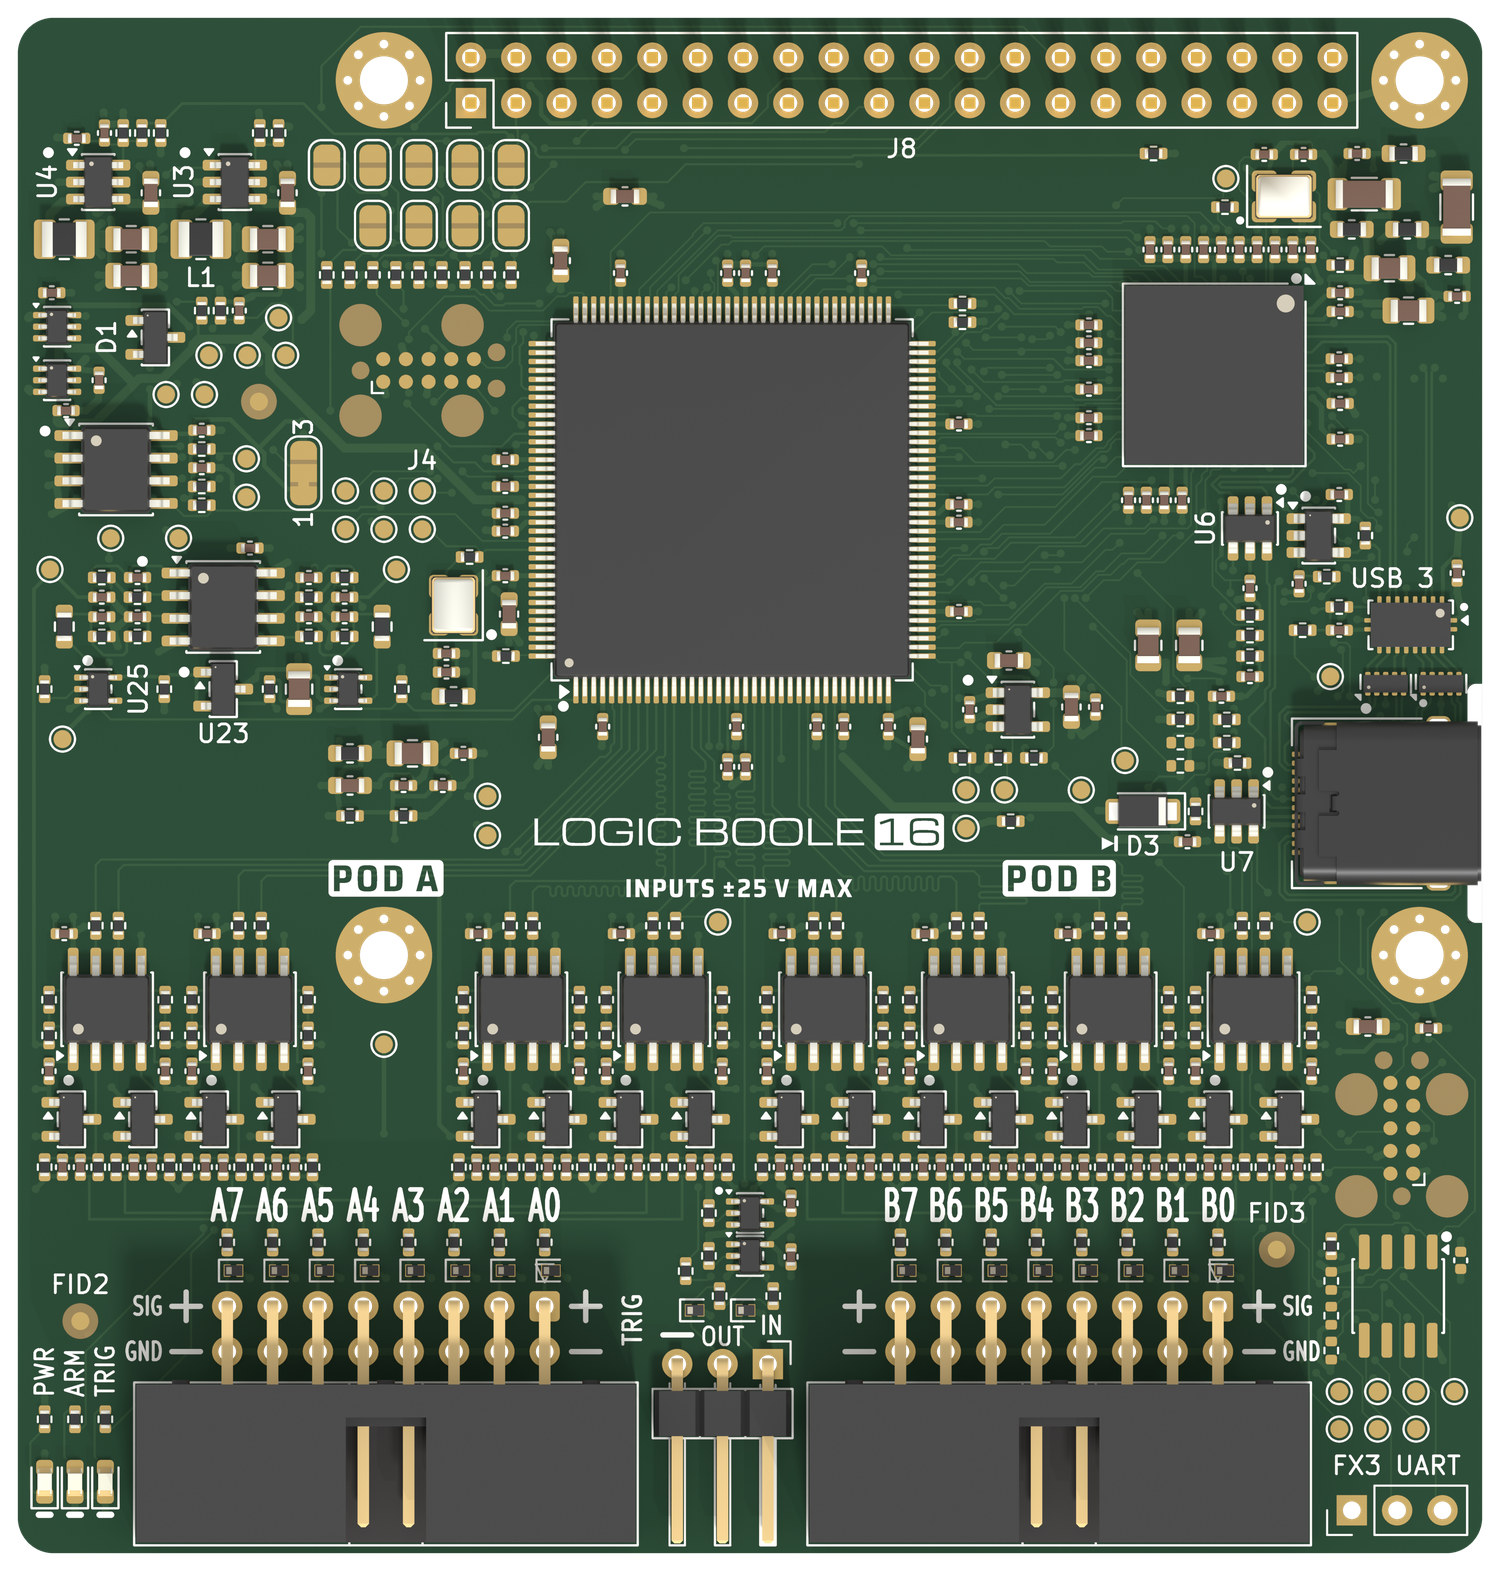 J8
U4
U3
L1
D1
3
J4
1
U6
USB 3
U25
U23
LOGIC BOOLE 16
D3
U7
POD A
INPUTS ±25 V MAX
POD B
A7 A6 A5 A4 A3 A2 A1 A0
B7 B6 B5 B4 B3 B2 B1 B0
FID3
FID2
SIG + + TRIG
− OUT IN
+ + SIG
GND − −
− − GND
PWR
ARM
TRIG
FX3 UART